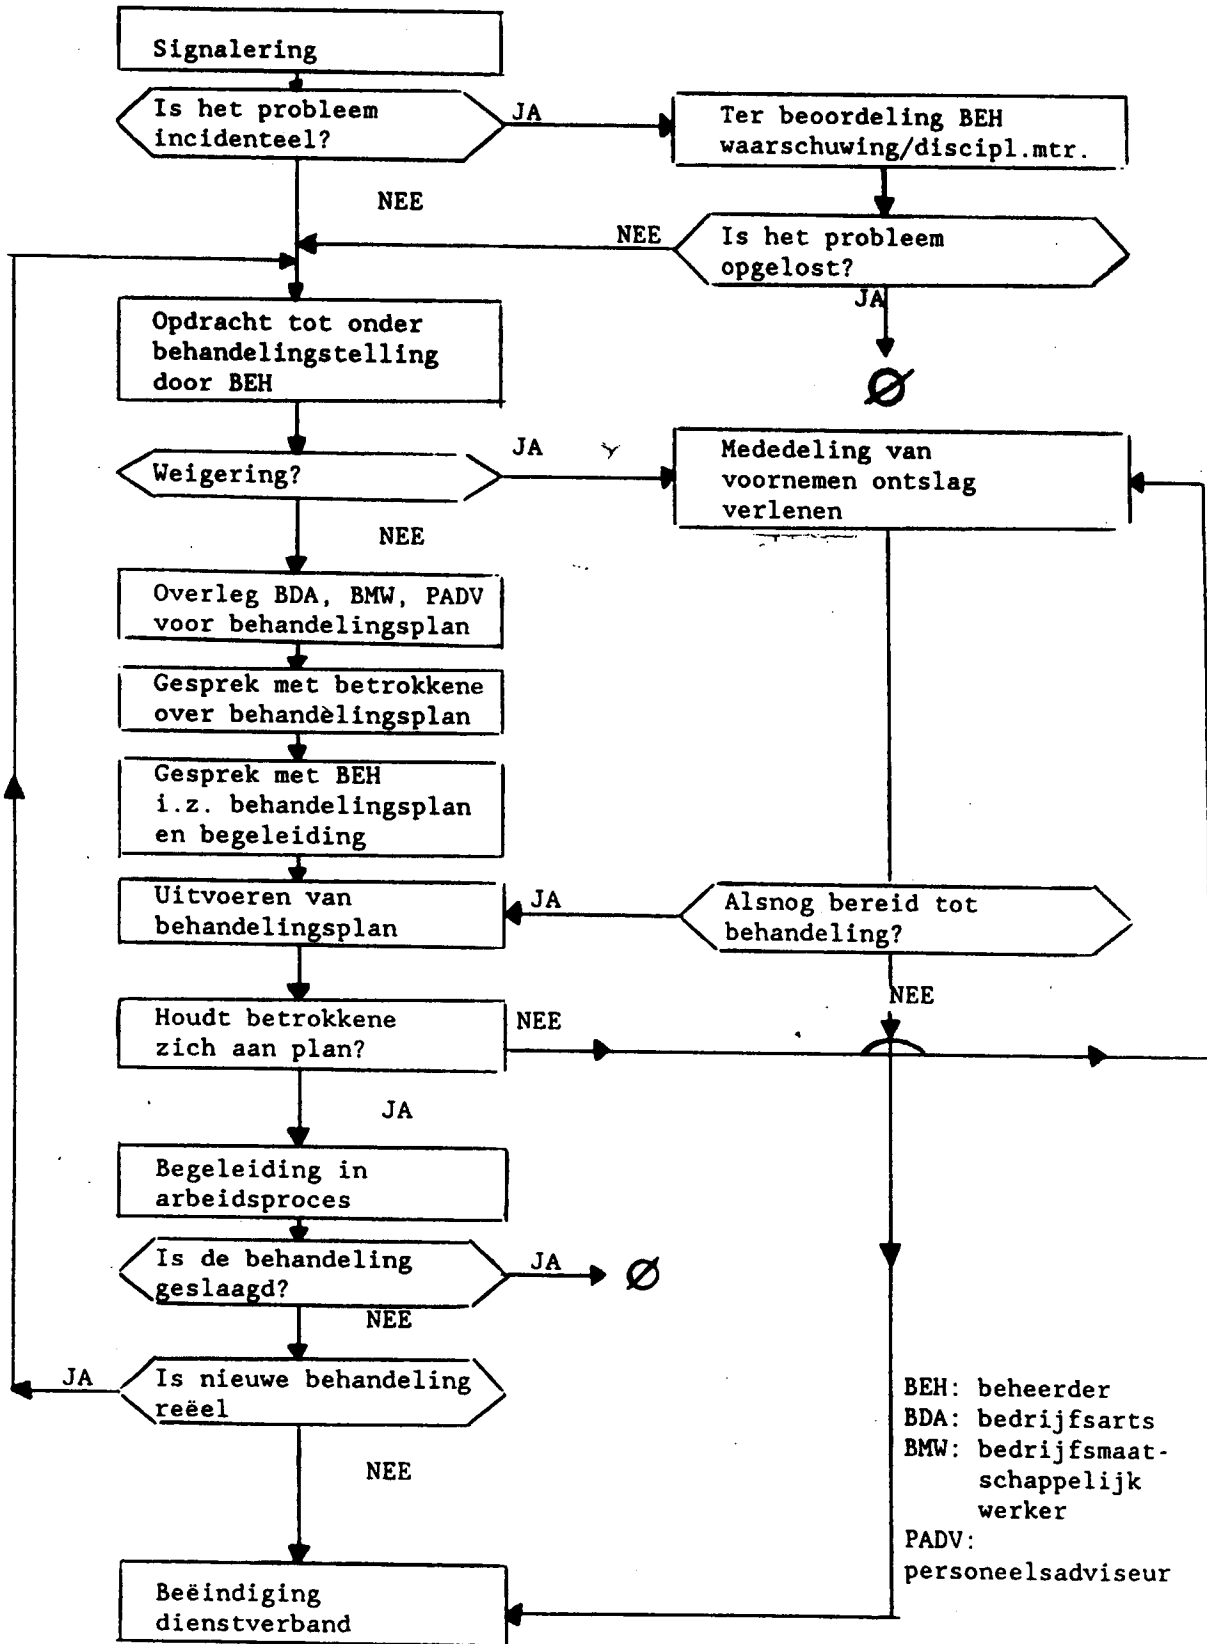 Signalering
Is het probleem
incidenteel?
JA
Ter beoordeling BEH
waarschuwing/discipl.mtr.
NEE
NEE
Is het probleem
opgelost?
JA
Opdracht tot onder
behandelingstelling
door BEH
Ø
Weigering?
JA
Mededeling van
voornemen ontslag
verlenen
NEE
Overleg BDA, BMW, PADV
voor behandelingsplan
Gesprek met betrokkene
over behandelingsplan
Gesprek met BEH
i.z. behandelingsplan
en begeleiding
Uitvoeren van
behandelingsplan
JA
Alsnog bereid tot
behandeling?
NEE
Houdt betrokkene
zich aan plan?
NEE
JA
Begeleiding in
arbeidsproces
Is de behandeling
geslaagd?
JA
Ø
NEE
Is nieuwe behandeling
reëel
JA
NEE
BEH: beheerder
BDA: bedrijfsarts
BMW: bedrijfsmaat-
schappelijk
werker
PADV:
personeelsadviseur
Beëindiging
dienstverband